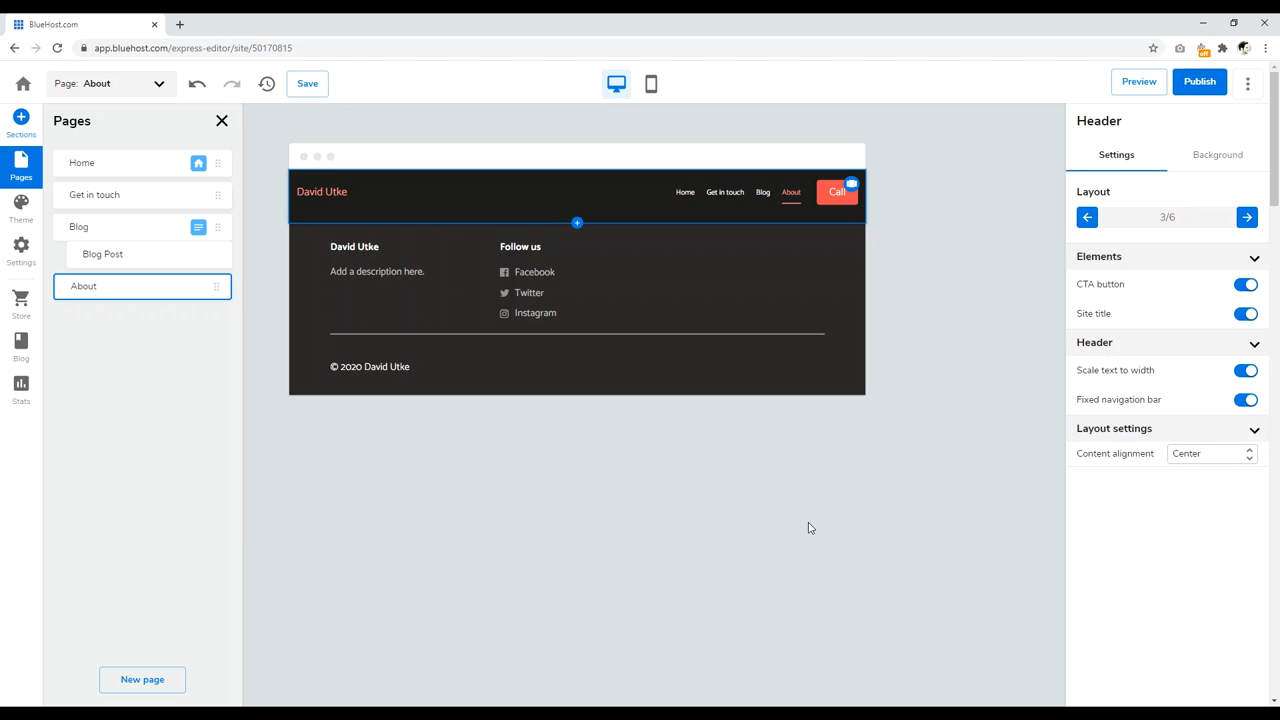 BlueHost.com
app.bluehost.com/express-editor/site/50170815
off
Page: About
Save
Preview
Publish
Sections
Pages
Theme
Settings
Store
Blog
Stats
Pages
Home
Get in touch
Blog
Blog Post
About
New page
David Utke
Home
Get in touch
Blog
About
Call
David Utke
Add a description here.
Follow us
Facebook
Twitter
Instagram
© 2020 David Utke
Header
Settings
Background
Layout
3/6
Elements
CTA button
Site title
Header
Scale text to width
Fixed navigation bar
Layout settings
Content alignment
Center